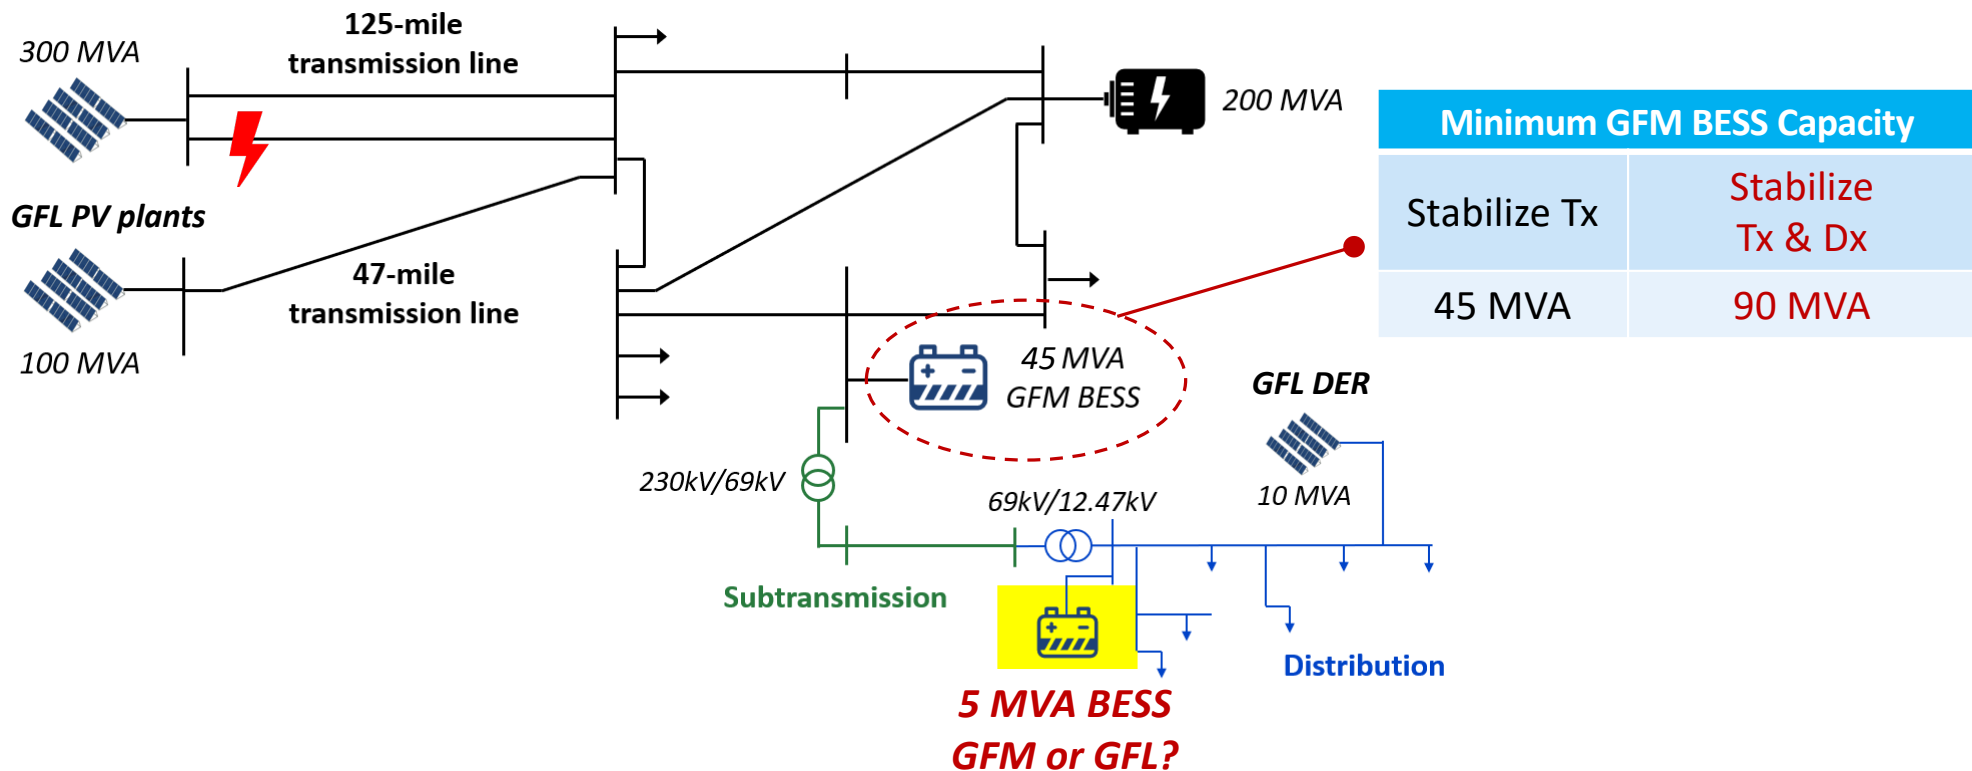 125-mile
transmission line
300 MVA
200 MVA
GFL PV plants
47-mile
transmission line
100 MVA
Minimum GFM BESS Capacity
Stabilize Tx
Stabilize
Tx & Dx
45 MVA
90 MVA
45 MVA
GFM BESS
GFL DER
10 MVA
230kV/69kV
69kV/12.47kV
Subtransmission
Distribution
5 MVA BESS
GFM or GFL?